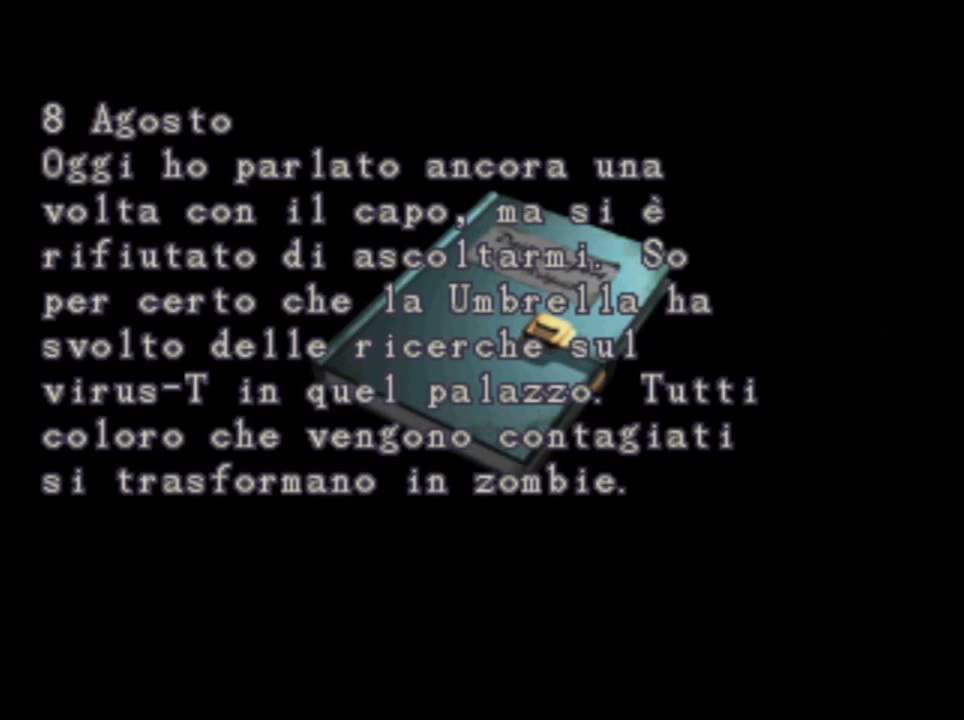 8 Agosto
Oggi ho parlato ancora una
volta con il capo, ma si è
rifiutato di ascoltarmi. So
per certo che la Umbrella ha
svolto delle ricerche sul
virus-T in quel palazzo. Tutti
coloro che vengono contagiati
si trasformano in zombie.